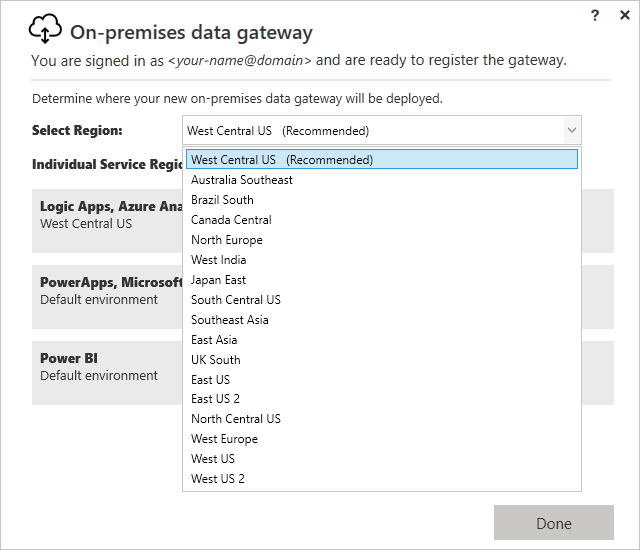 ? ×
On-premises data gateway
You are signed in as <your-name@domain> and are ready to register the gateway.
Determine where your new on-premises data gateway will be deployed.
Select Region: West Central US (Recommended)
Individual Service Regio
West Central US (Recommended)
Australia Southeast
Brazil South
Canada Central
North Europe
West India
Japan East
South Central US
Southeast Asia
East Asia
UK South
East US
East US 2
North Central US
West Europe
West US
West US 2
Logic Apps, Azure Ana
West Central US
PowerApps, Microsoft
Default environment
Power BI
Default environment
Done